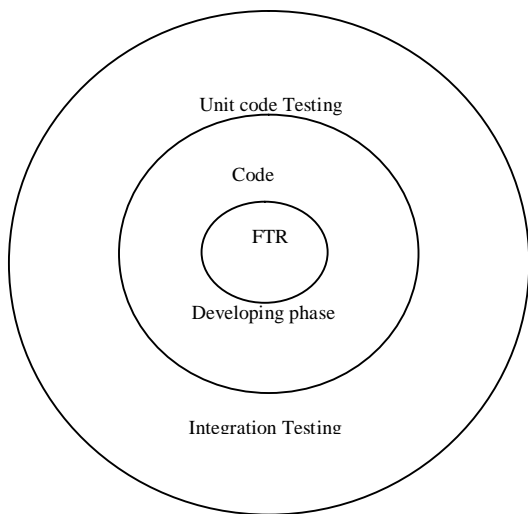 Unit code Testing
Code
FTR
Developing phase
Integration Testing